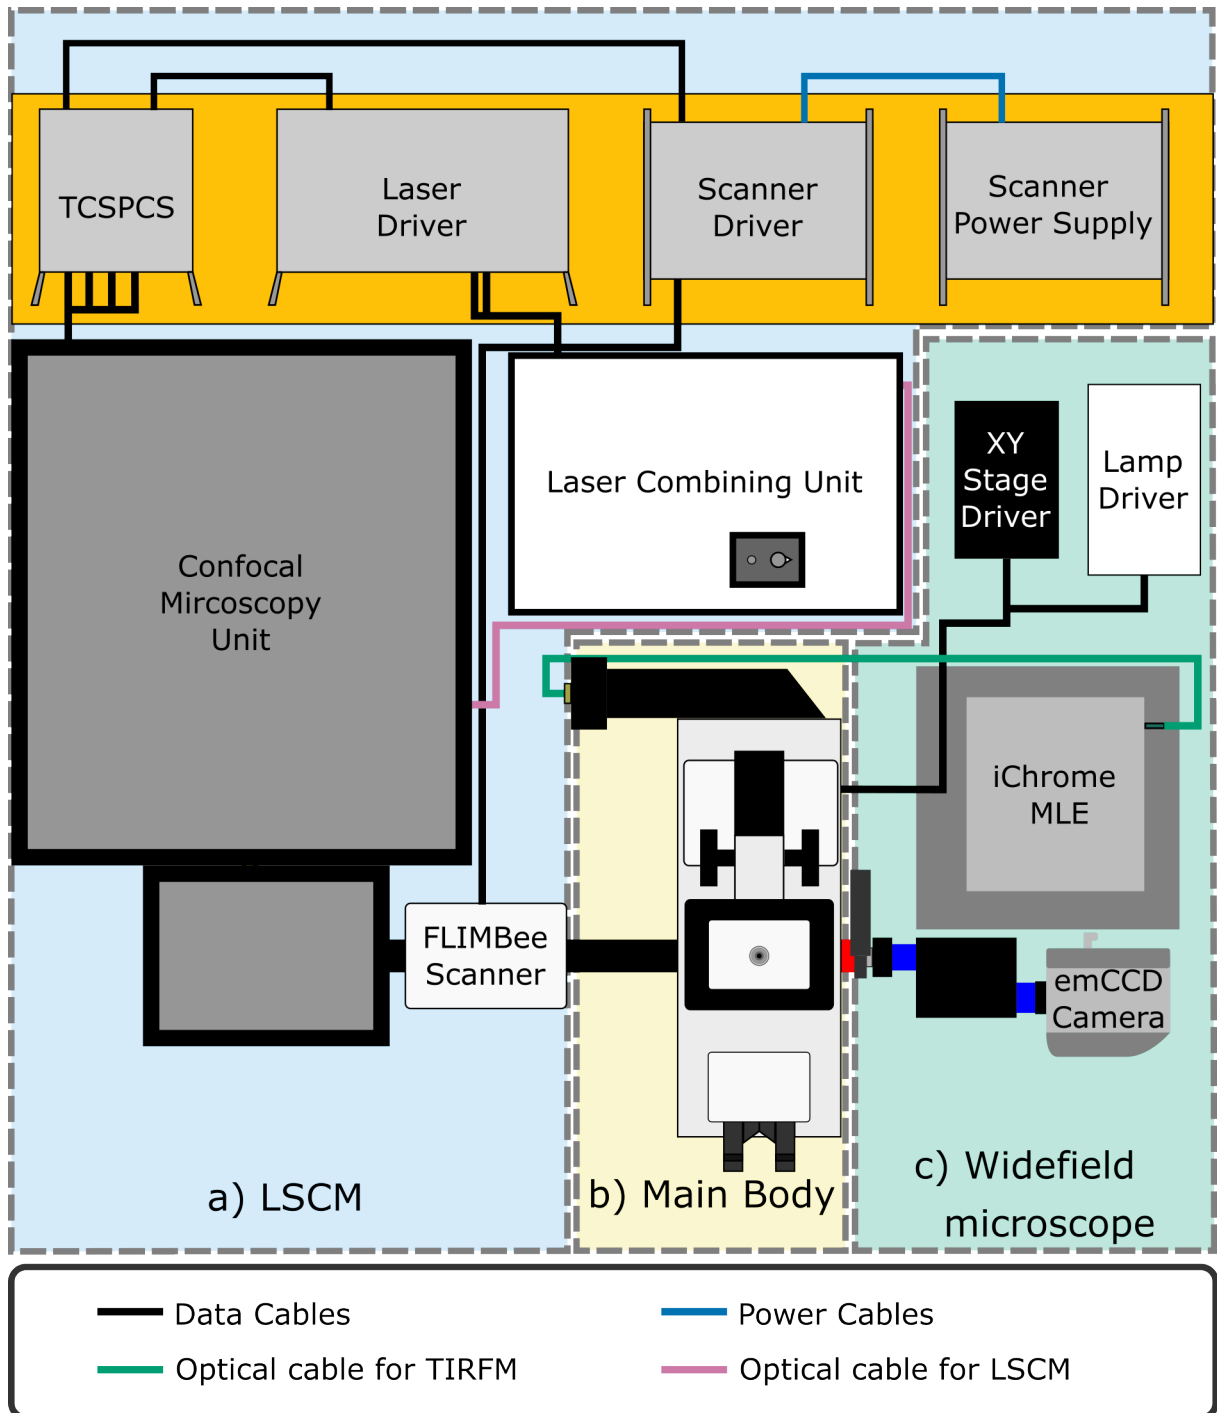 TCSPCS
Laser
Driver
Scanner
Driver
Scanner
Power Supply
Confocal
Mircoscopy
Unit
Laser Combining Unit
XY
Stage
Driver
Lamp
Driver
iChrome
MLE
FLIMBee
Scanner
emCCD
Camera
a) LSCM
b) Main Body
c) Widefield
microscope
Data Cables
Power Cables
Optical cable for TIRFM
Optical cable for LSCM